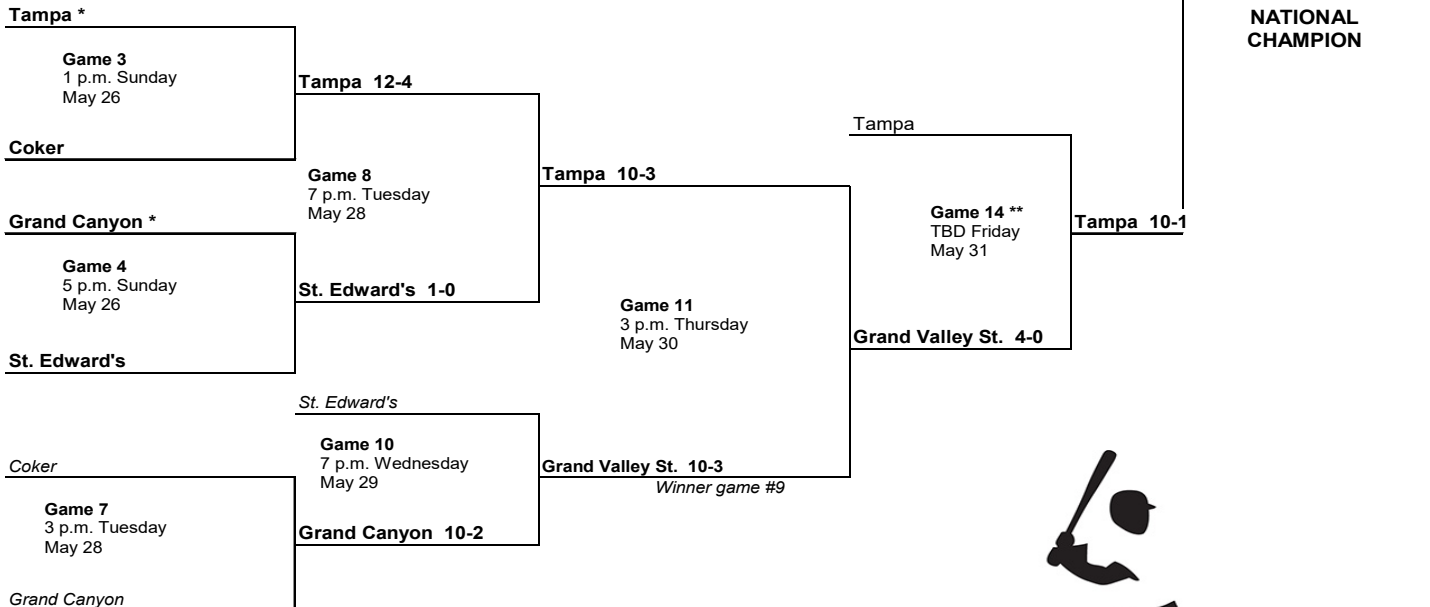 Tampa *
NATIONAL
CHAMPION
Game 3
1 p.m. Sunday
May 26
Tampa 12-4
Tampa
Coker
Game 8
7 p.m. Tuesday
May 28
Tampa 10-3
Grand Canyon *
Game 14 **
TBD Friday
May 31
Tampa 10-1
Game 4
5 p.m. Sunday
May 26
St. Edward's 1-0
Game 11
3 p.m. Thursday
May 30
Grand Valley St. 4-0
St. Edward's
St. Edward's
Game 10
7 p.m. Wednesday
May 29
Coker
Grand Valley St. 10-3
Winner game #9
Game 7
3 p.m. Tuesday
May 28
Grand Canyon 10-2
Grand Canyon